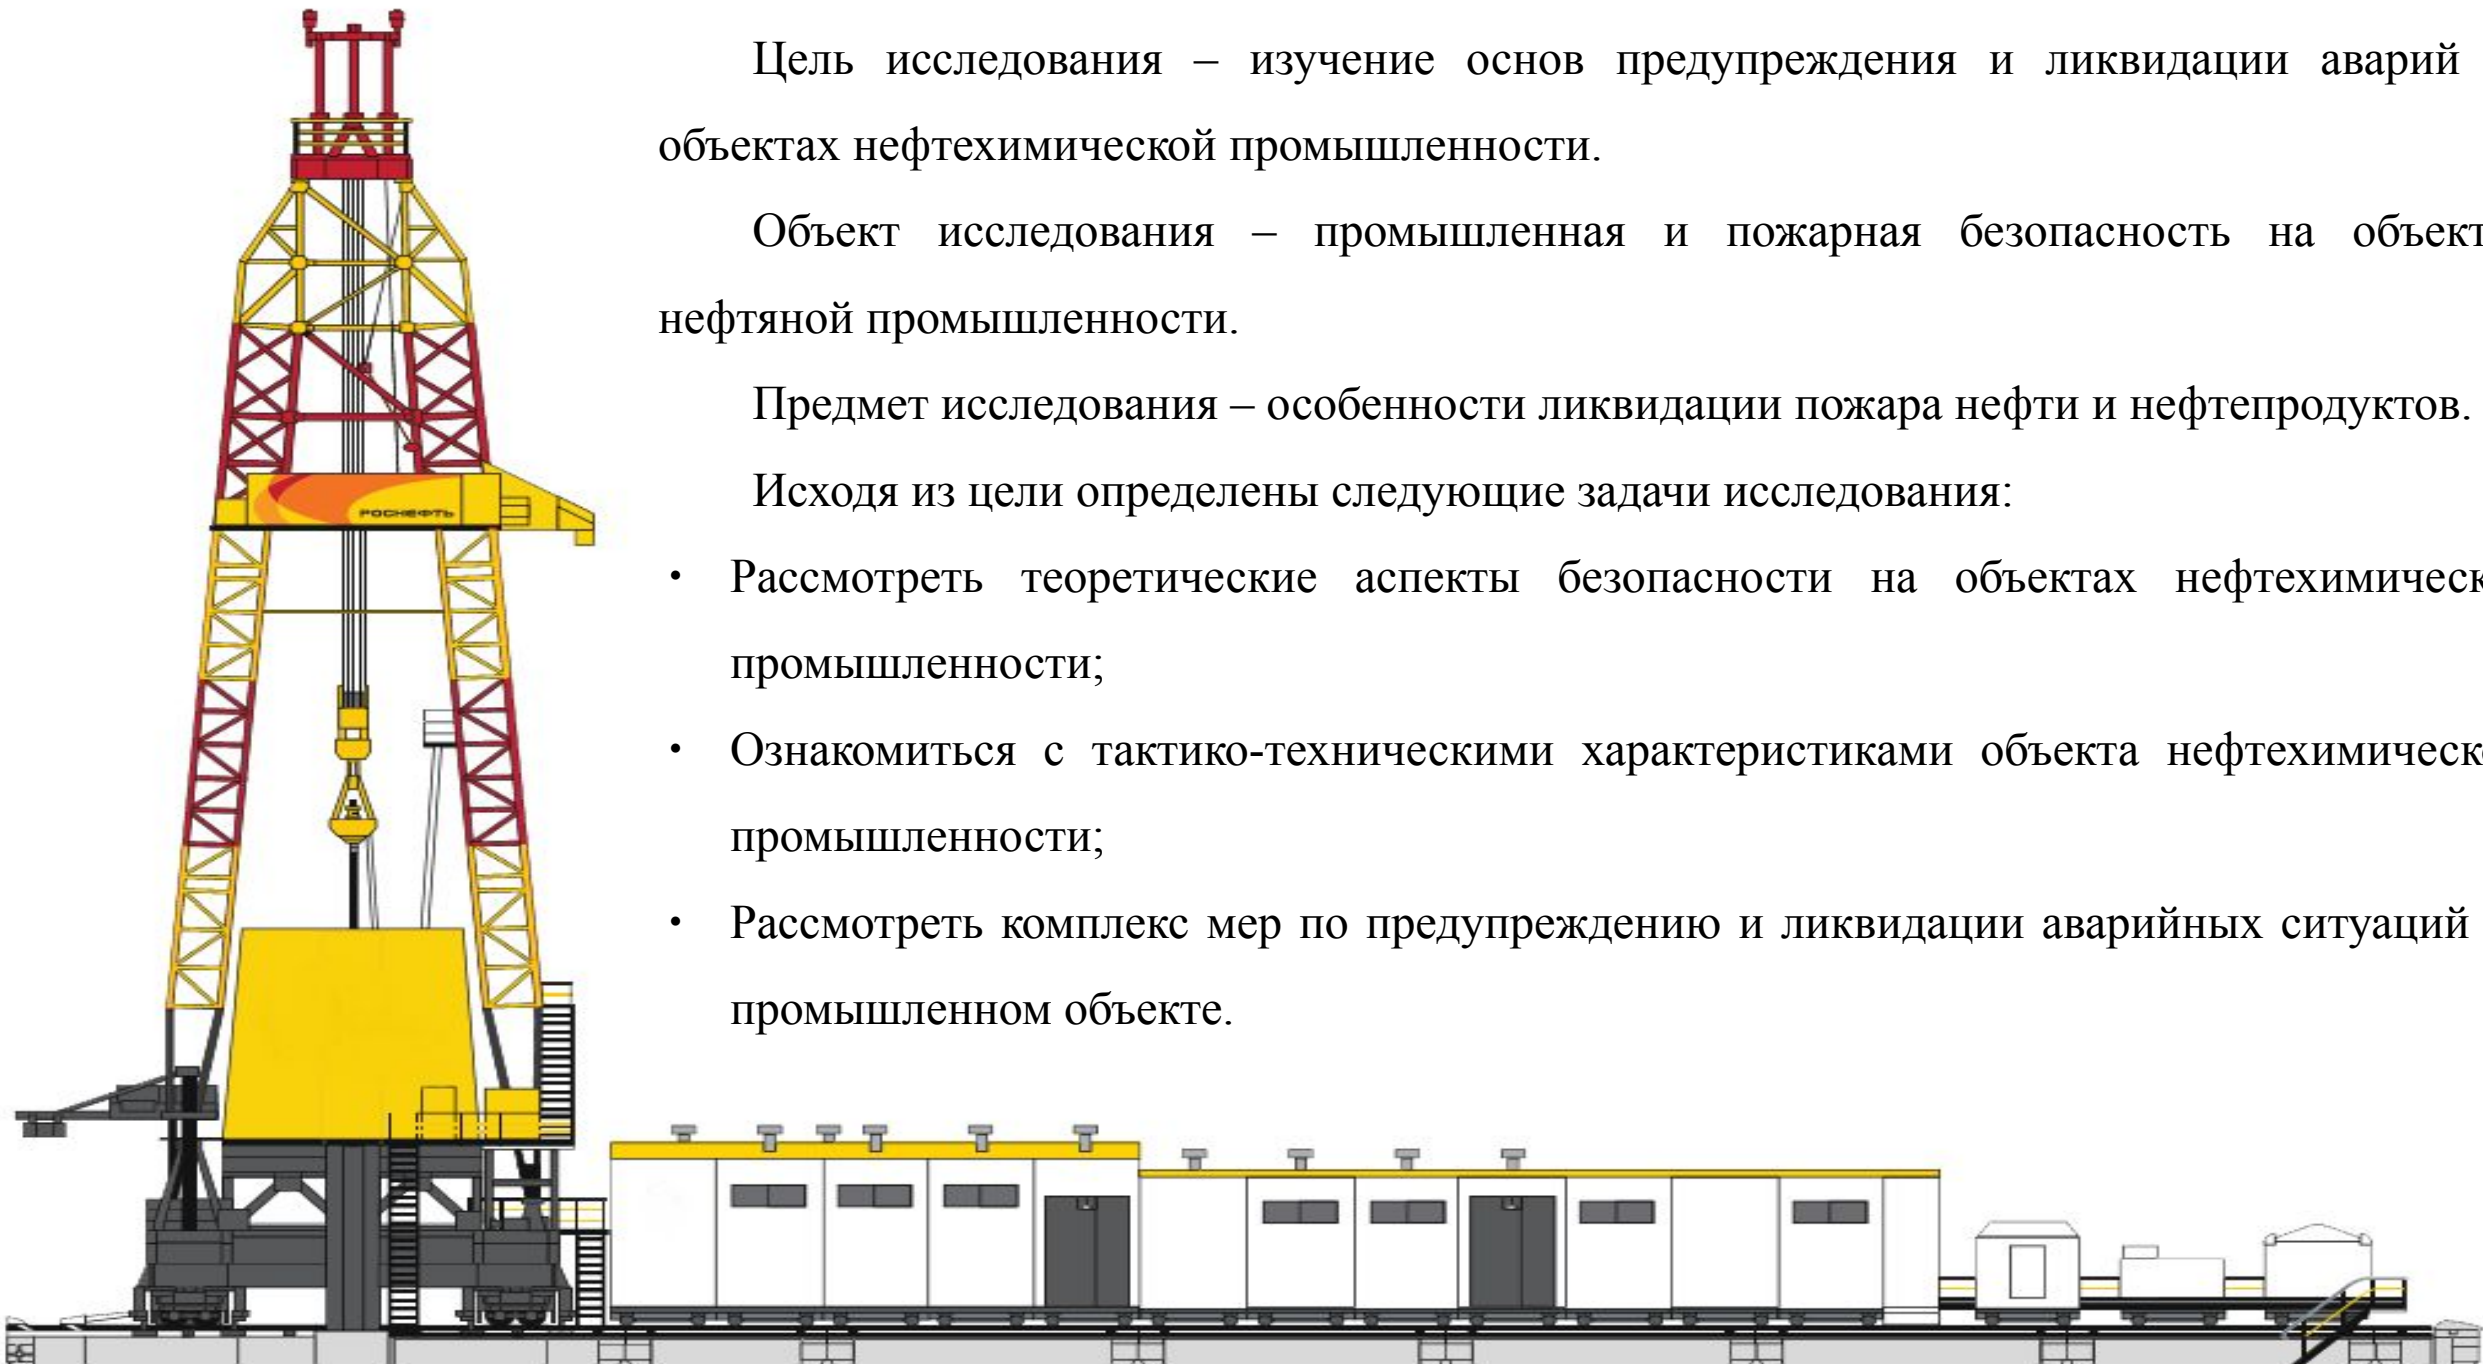 Цель исследования – изучение основ предупреждения и ликвидации аварий
объектах нефтехимической промышленности.
Объект исследования – промышленная и пожарная безопасность на объект
нефтяной промышленности.
Предмет исследования – особенности ликвидации пожара нефти и нефтепродуктов.
Исходя из цели определены следующие задачи исследования:
• Рассмотреть теоретические аспекты безопасности на объектах нефтехимическ
промышленности;
• Ознакомиться с тактико-техническими характеристиками объекта нефтехимическо
промышленности;
• Рассмотреть комплекс мер по предупреждению и ликвидации аварийных ситуаций
промышленном объекте.
РОСНЕФТЬ